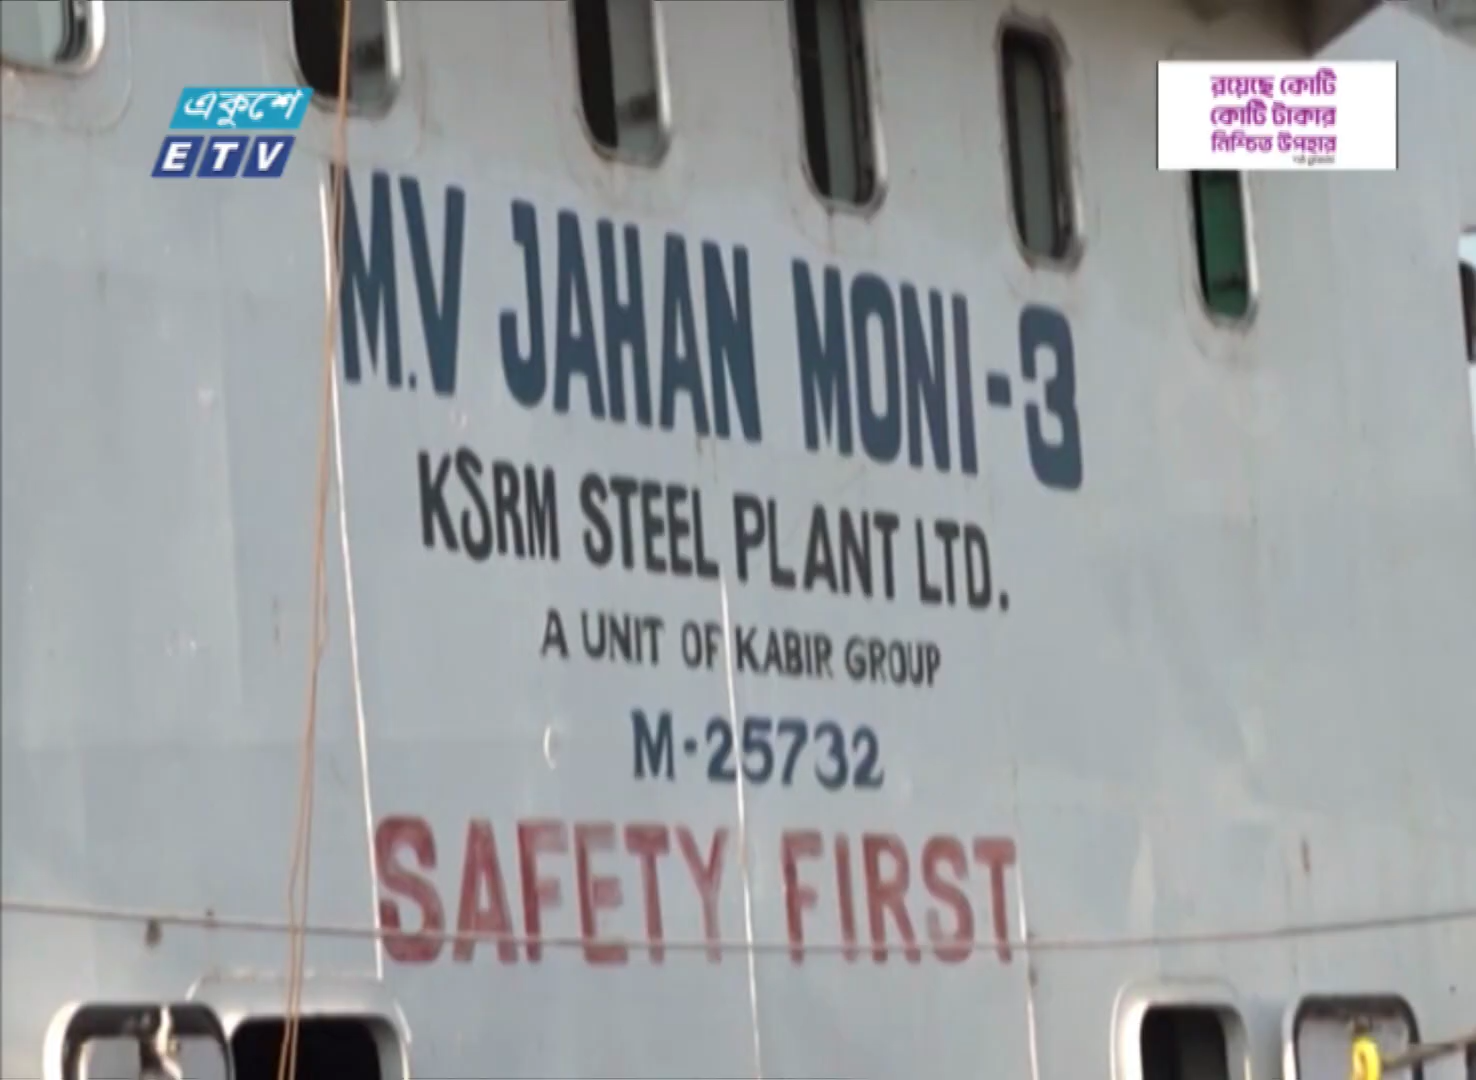 একুশে
ETV
রয়েছে কোটি
কোটি টাকার
নিশ্চিত উপহার
M.V JAHAN MONI-3
KSRM STEEL PLANT LTD.
A UNIT OF KABIR GROUP
M-25732
SAFETY FIRST